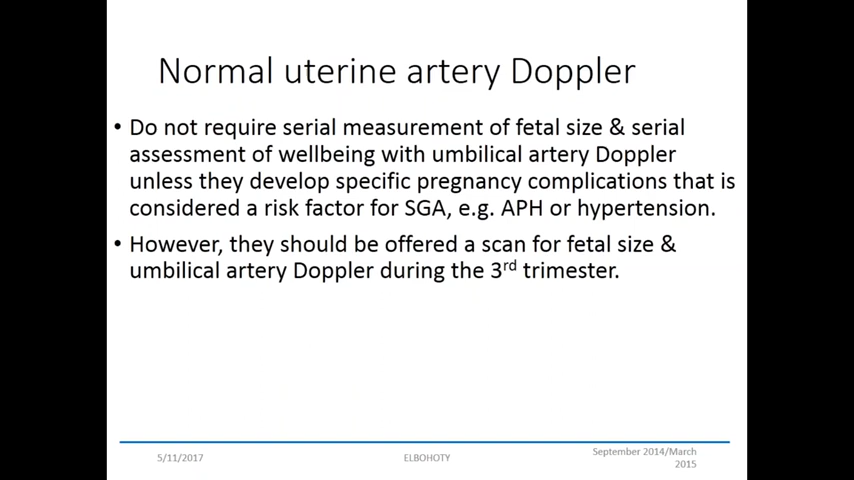 Normal uterine artery Doppler
• Do not require serial measurement of fetal size & serial
assessment of wellbeing with umbilical artery Doppler
unless they develop specific pregnancy complications that is
considered a risk factor for SGA, e.g. APH or hypertension.
• However, they should be offered a scan for fetal size &
umbilical artery Doppler during the 3rd trimester.
5/11/2017
ELBOHOTY
September 2014/March
2015